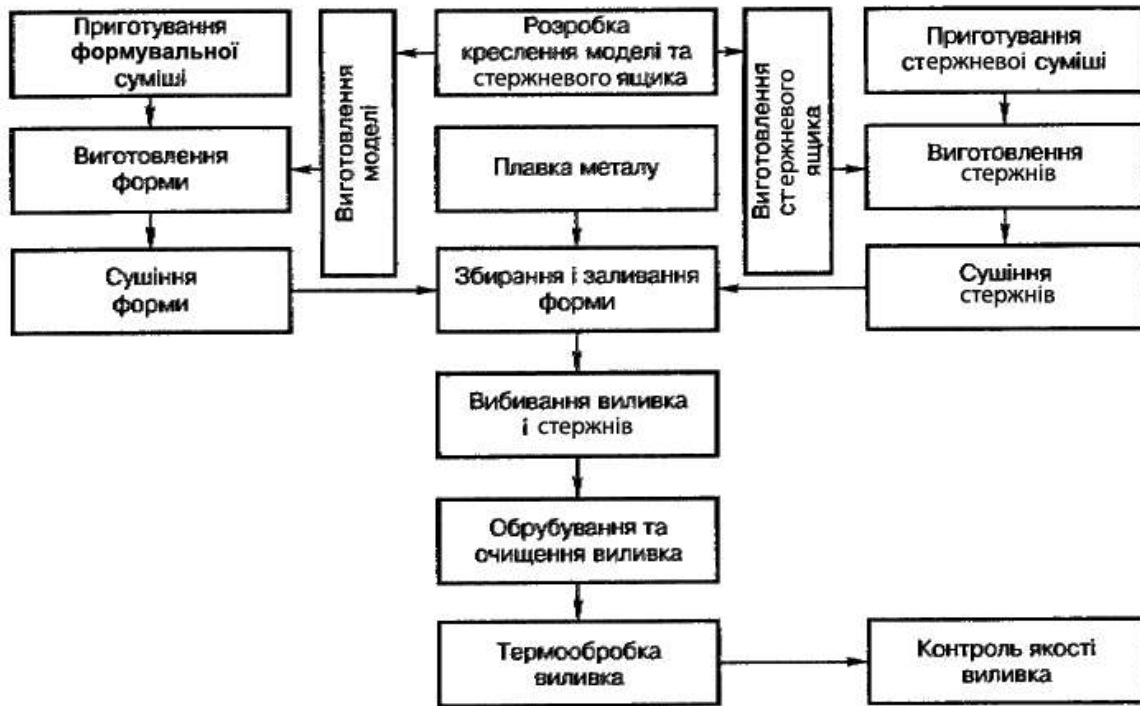 Приготування
формувальної
суміші
Виготовлення
моделі
Розробка
креслення моделі та
стержневого ящика
Виготовлення
стержневого
ящика
Приготування
стержневої суміші
Виготовлення
форми
Плавка металу
Виготовлення
стержнів
Сушіння
форми
Збирання і заливання
форми
Сушіння
стержнів
Вибивання виливка
і стержнів
Обрубування та
очищення виливка
Термообробка
виливка
Контроль якості
виливка